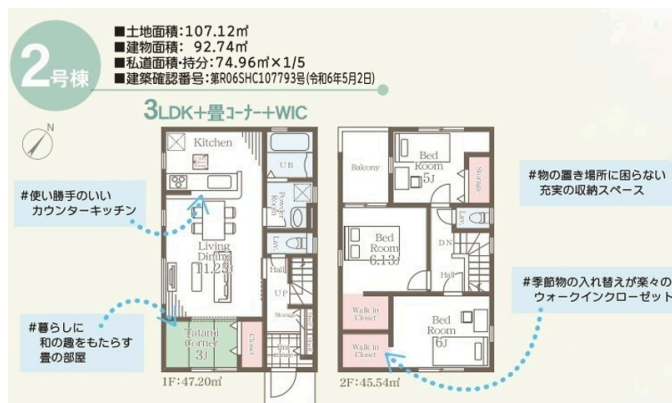 2号棟
■土地面積:107.12㎡
■建物面積: 92.74㎡
■私道面積・持分:74.96㎡×1/5
■建築確認番号:第R06SHC107793号(令和6年5月2日)
3LDK+畳コーナー+WIC
N
Kitchen
UB
Powder
Room
#使い勝手のいい
カウンターキッチン
Living
Dining
11.25J
Lav.
Hall
UP
Storage
#暮らしに
和の趣をもたらす
畳の部屋
Tatami
Corner
3J
Closet
1F:47.20㎡
Balcony
Bed
Room
5J
Storage
#物の置き場所に困らない
充実の収納スペース
Lav.
Bed
Room
6.13J
DN
Hall
Walk in
Closet
#季節物の入れ替えが楽々の
ウォークインクローゼット
Walk in
Closet
Bed
Room
6J
2F:45.54㎡